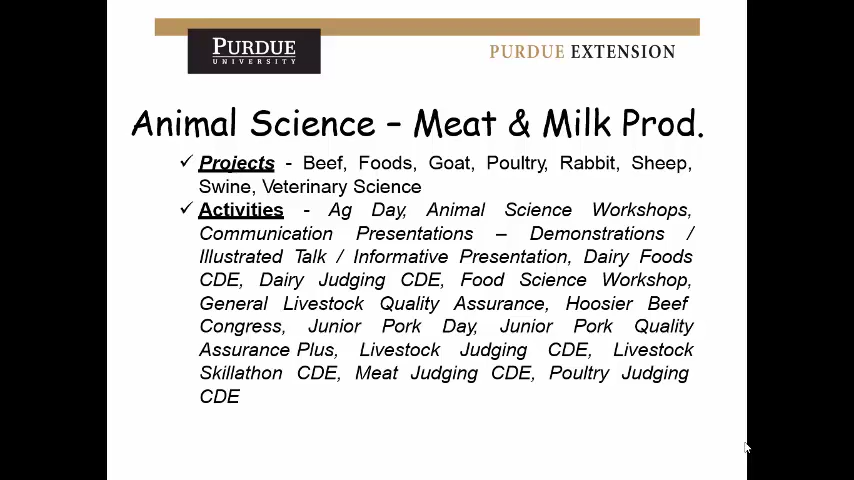 PURDUE
UNIVERSITY
PURDUE EXTENSION
Animal Science – Meat & Milk Prod.
✓ Projects - Beef, Foods, Goat, Poultry, Rabbit, Sheep,
Swine, Veterinary Science
✓ Activities - Ag Day, Animal Science Workshops,
Communication Presentations – Demonstrations /
Illustrated Talk / Informative Presentation, Dairy Foods
CDE, Dairy Judging CDE, Food Science Workshop,
General Livestock Quality Assurance, Hoosier Beef
Congress, Junior Pork Day, Junior Pork Quality
Assurance Plus, Livestock Judging CDE, Livestock
Skillathon CDE, Meat Judging CDE, Poultry Judging
CDE